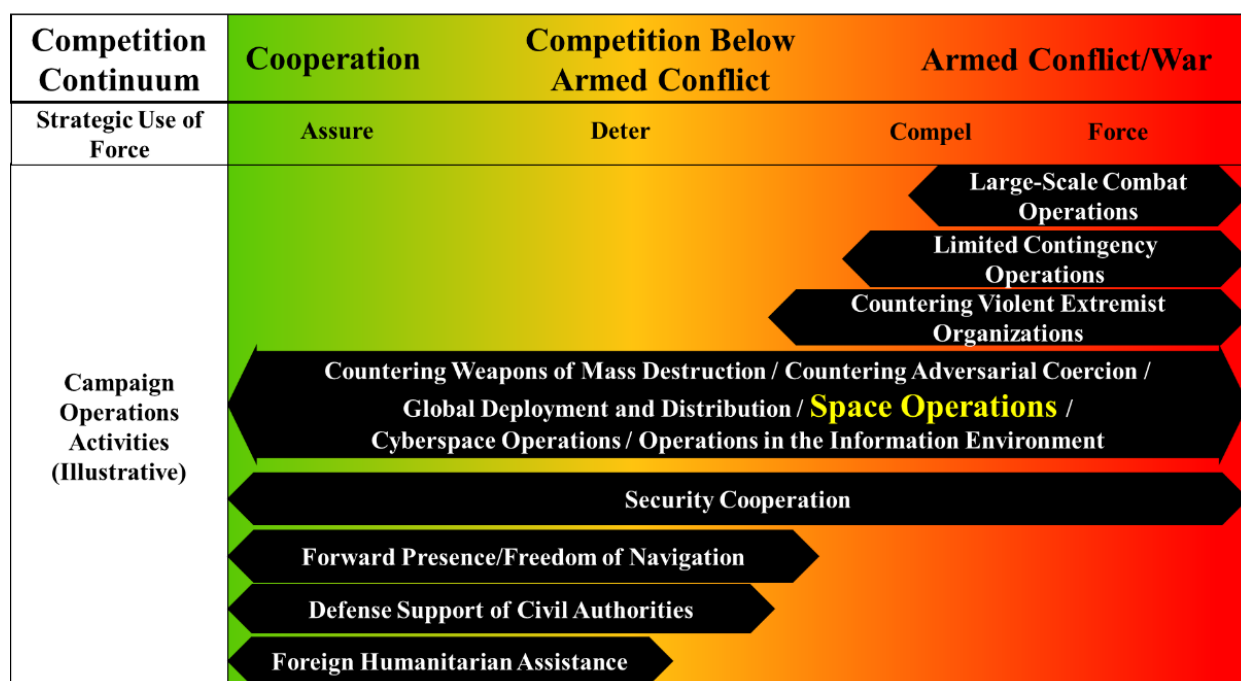 Competition
Continuum
Cooperation
Competition Below
Armed Conflict
Armed Conflict/War
Strategic Use of
Force
Assure
Deter
Compel
Force
Campaign
Operations
Activities
(Illustrative)
Large-Scale Combat
Operations
Limited Contingency
Operations
Countering Violent Extremist
Organizations
Countering Weapons of Mass Destruction / Countering Adversarial Coercion /
Global Deployment and Distribution / Space Operations /
Cyberspace Operations / Operations in the Information Environment
Security Cooperation
Forward Presence/Freedom of Navigation
Defense Support of Civil Authorities
Foreign Humanitarian Assistance